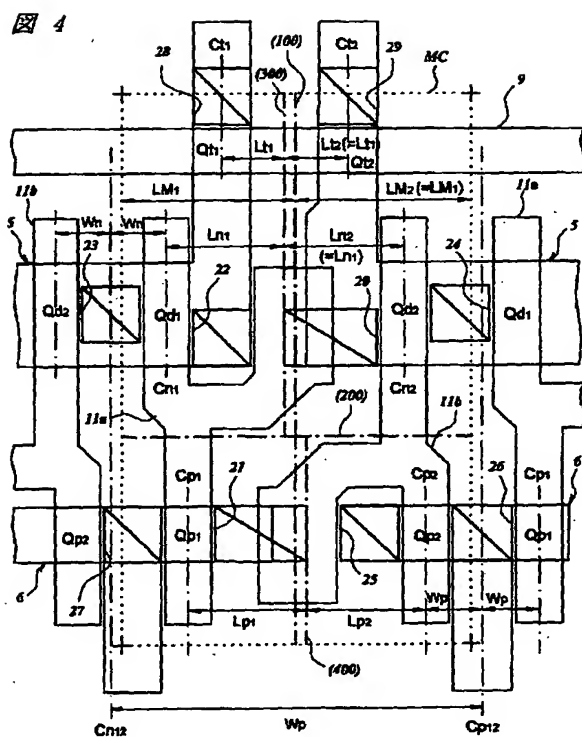 図 4
28 Ct1 (300) (100) Ct2 29 MC
9
Qt1 Lt1 Lt2(=Lt1) Qt2
LM1 LM2(=LM1)
11b 11a
5 Wn Wn Ln1 Ln2 (=Ln1) 5
23 22 20 24
Qd2 Qd1 Qd2 Qd1
Cn1 Cn2
11a (200) 11b
Cp1 21 Cp2 26 Cp1
6 6
Qp2 Qp1 Qp2 Qp1
27 25
Lp1 Lp2 Wp Wp
(400)
Wp
Cn12 Cp12